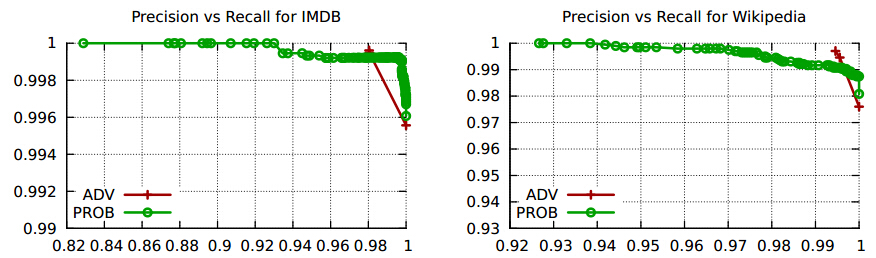 Precision vs Recall for IMDB
1
0.998
0.996
0.994
0.992
0.99
ADV
PROB
0.82 0.84 0.86 0.88 0.9 0.92 0.94 0.96 0.98 1
Precision vs Recall for Wikipedia
1
0.99
0.98
0.97
0.96
0.95
0.94
0.93
ADV
PROB
0.92 0.93 0.94 0.95 0.96 0.97 0.98 0.99 1